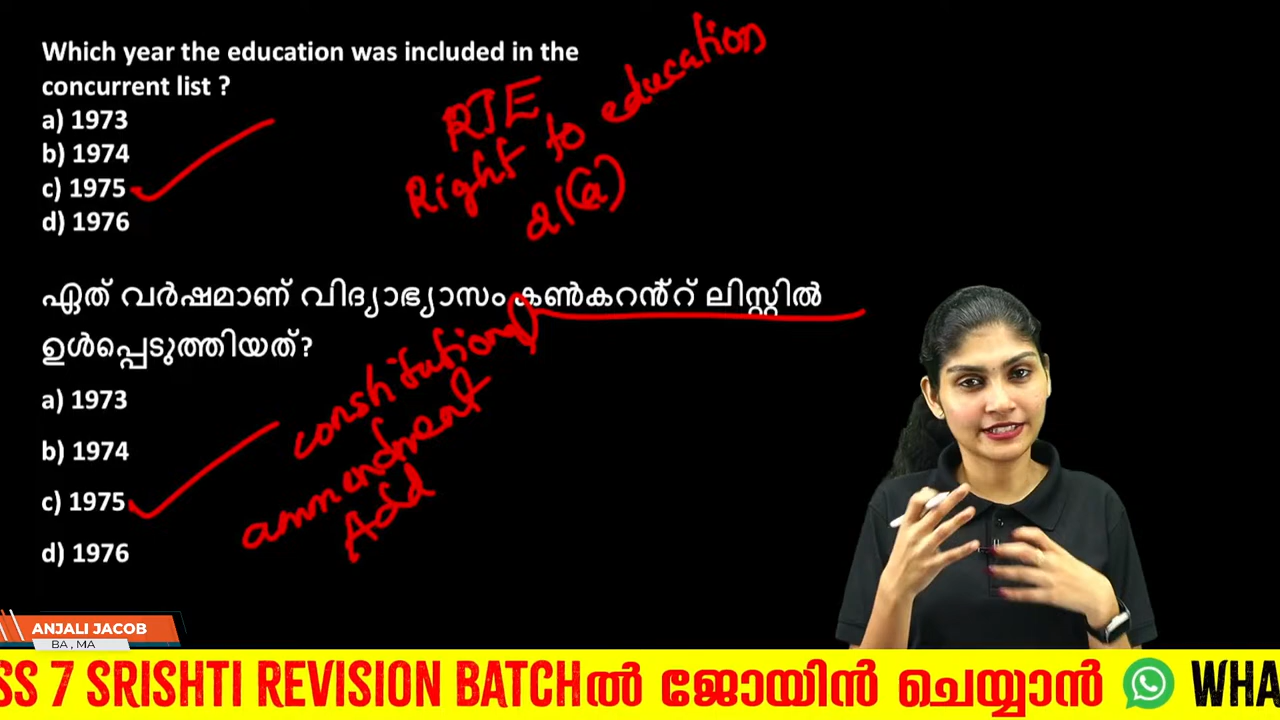 Which year the education was included in the
concurrent list ?
a) 1973
b) 1974
c) 1975
d) 1976
RTE
Right to education
21(a)
ഏത് വർഷമാണ് വിദ്യാഭ്യാസം കൺകറൻ്റ് ലിസ്റ്റിൽ
ഉൾപ്പെടുത്തിയത്?
a) 1973
b) 1974
c) 1975
d) 1976
constitutional
ammendment
Add
ANJALI JACOB
BA , MA
SS 7 SRISHTI REVISION BATCHൽ ജോയിൻ ചെയ്യാൻ WHA